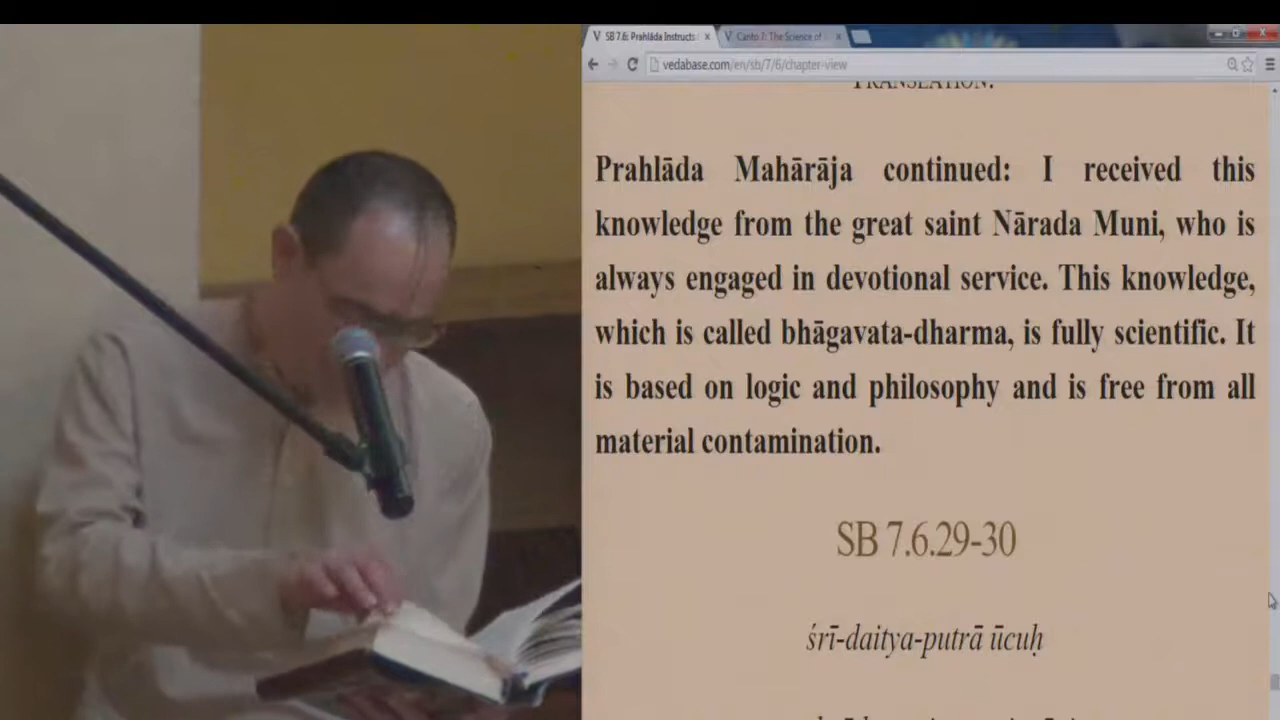 SB 7.6: Prahlāda Instructs
Canto 7: The Science of
vedabase.com/en/sb/7/6/chapter-view
TRANSLATION:
Prahlāda Mahārāja continued: I received this
knowledge from the great saint Nārada Muni, who is
always engaged in devotional service. This knowledge,
which is called bhāgavata-dharma, is fully scientific. It
is based on logic and philosophy and is free from all
material contamination.
SB 7.6.29-30
śrī-daitya-putrā ūcuḥ